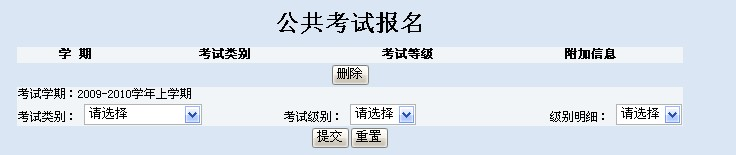 公共考试报名
学 期 考试类别 考试等级 附加信息
删除
考试学期：2009-2010学年上学期
考试类别： 请选择 考试级别： 请选择 级别明细： 请选择
提交 重置